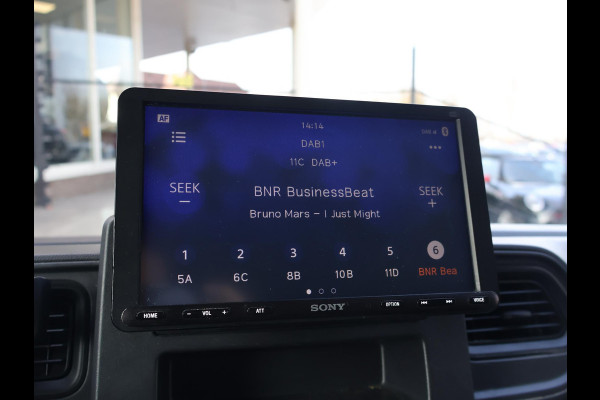 AF
14:14
DAB1
11C DAB+
SEEK
–
BNR BusinessBeat
SEEK
+
Bruno Mars – I Just Might
1 2 3 4 5 6
5A 6C 8B 10B 11D BNR Bea
HOME – VOL + ATT SONY OPTION VOICE